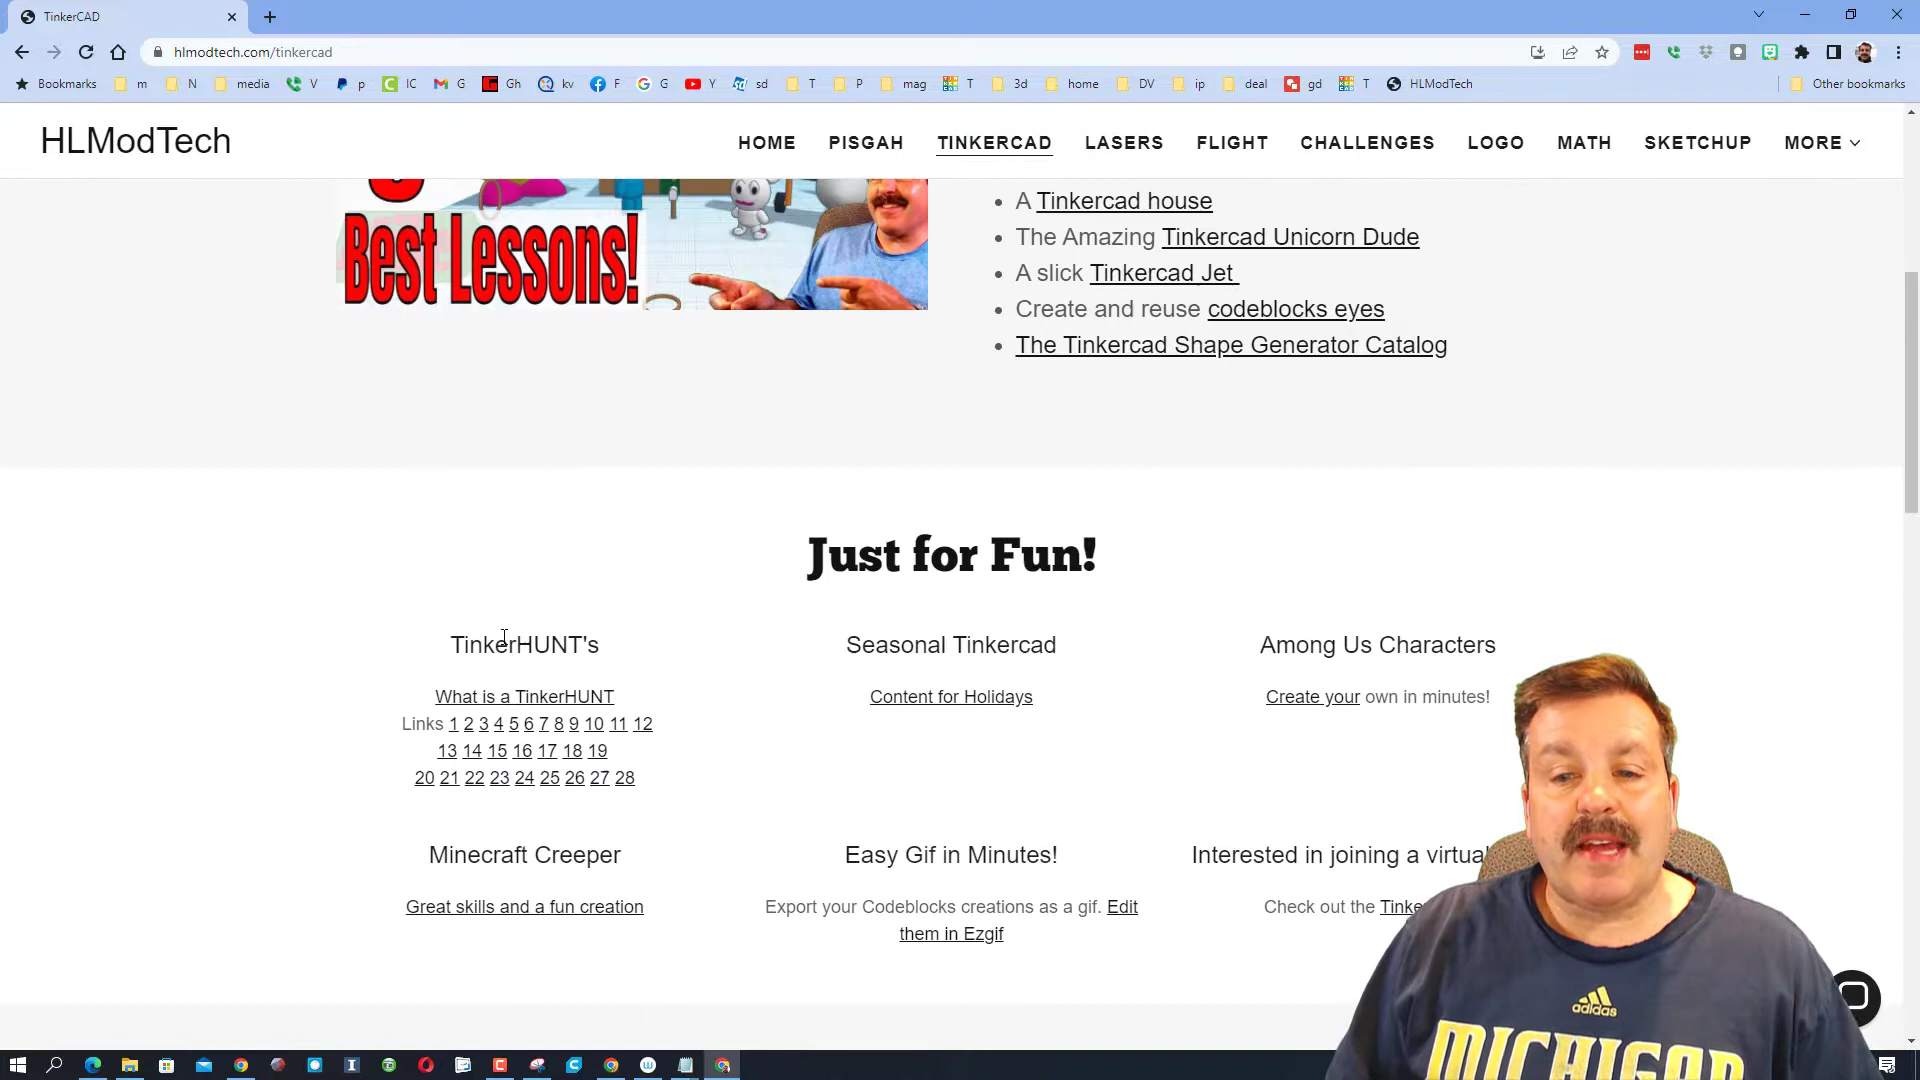 TinkerCAD
hlmodtech.com/tinkercad
Bookmarks m N media V p IC G Gh kv F G Y sd T P mag T 3d home DV ip deal gd T HLModTech Other bookmarks
HLModTech
HOME PISGAH TINKERCAD LASERS FLIGHT CHALLENGES LOGO MATH SKETCHUP MORE
Best Lessons!
• A Tinkercad house
• The Amazing Tinkercad Unicorn Dude
• A slick Tinkercad Jet
• Create and reuse codeblocks eyes
• The Tinkercad Shape Generator Catalog
Just for Fun!
TinkerHUNT's
What is a TinkerHUNT
Links 1 2 3 4 5 6 7 8 9 10 11 12
13 14 15 16 17 18 19
20 21 22 23 24 25 26 27 28
Seasonal Tinkercad
Content for Holidays
Among Us Characters
Create your own in minutes!
Minecraft Creeper
Great skills and a fun creation
Easy Gif in Minutes!
Export your Codeblocks creations as a gif. Edit
them in Ezgif
Interested in joining a virtual
Check out the Tinke
adidas
MICHIGAN